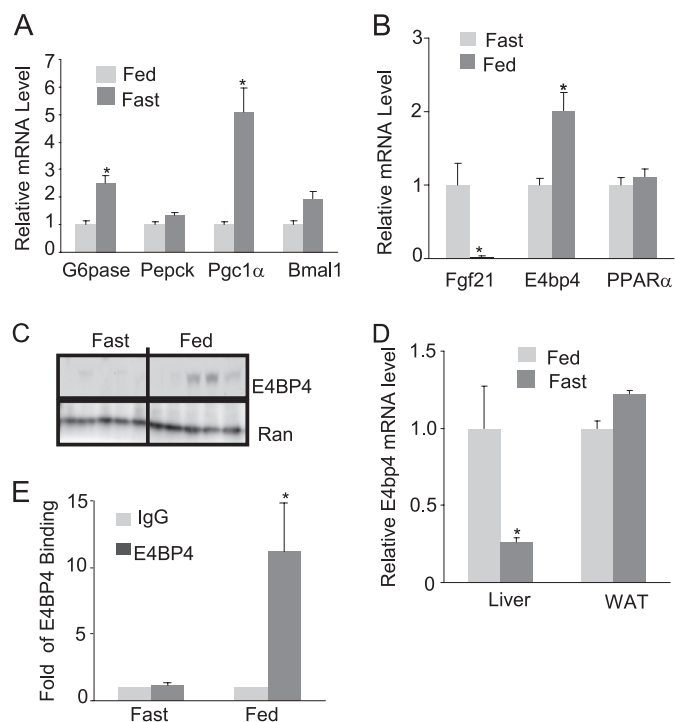 A
Relative mRNA Level
7
6
5
4
3
2
1
0
Fed
Fast
*
*
G6pase Pepck Pgc1α Bmal1
B
Relative mRNA Level
3
2
1
0
Fast
Fed
*
*
Fgf21 E4bp4 PPARα
C
Fast Fed
E4BP4
Ran
D
Relative E4bp4 mRNA level
1.5
1.0
0.5
0
Fed
Fast
*
Liver WAT
E
Fold of E4BP4 Binding
15
10
5
0
IgG
E4BP4
*
Fast Fed